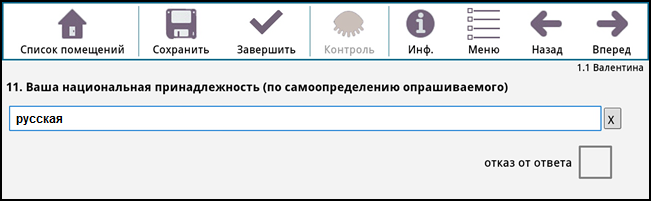 Список помещений Сохранить Завершить Контроль Инф. Меню Назад Вперед
1.1 Валентина
11. Ваша национальная принадлежность (по самоопределению опрашиваемого)
русская X
отказ от ответа